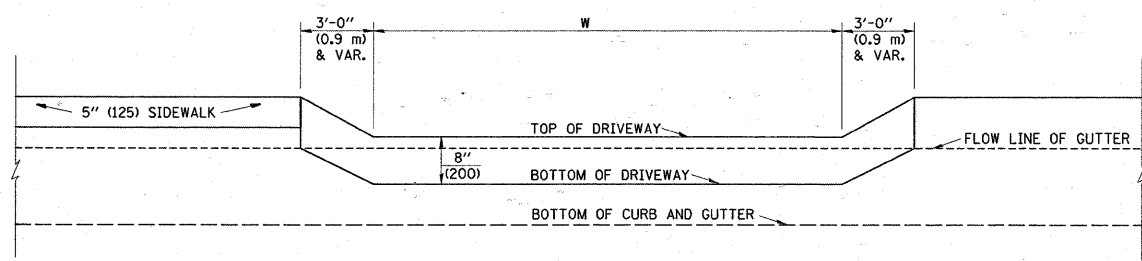 3'-0"
(0.9 m)
& VAR.
W
3'-0"
(0.9 m)
& VAR.
5" (125) SIDEWALK
TOP OF DRIVEWAY
FLOW LINE OF GUTTER
8"
(200)
BOTTOM OF DRIVEWAY
BOTTOM OF CURB AND GUTTER